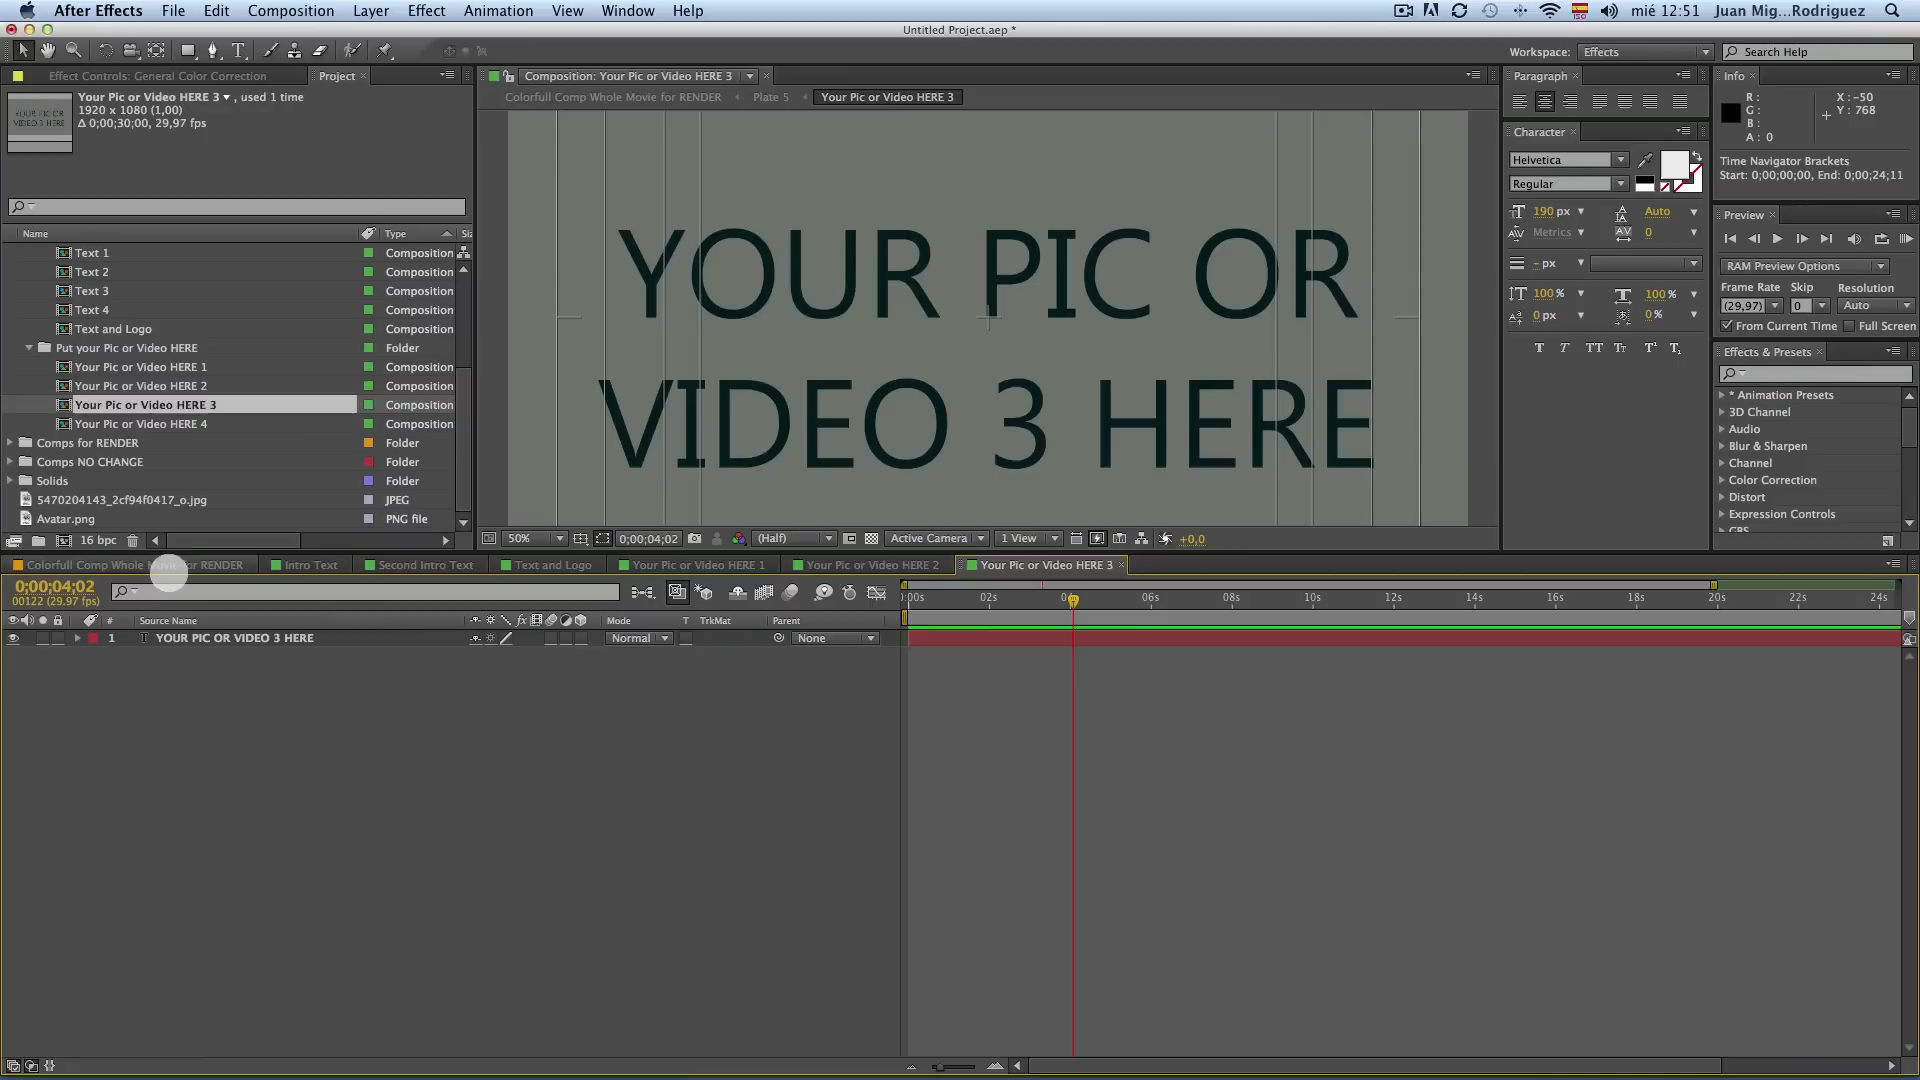 After Effects File Edit Composition Layer Effect Animation View Window Help mié 12:51 Juan Mig...Rodriguez
Untitled Project.aep *
Workspace: Effects Search Help
Effect Controls: General Color Correction Project
Your Pic or Video HERE 3 , used 1 time
1920 x 1080 (1,00)
Δ 0;00;30;00, 29,97 fps
YOUR PIC OR
VIDEO 3 HERE
Name Type
Text 1 Composition
Text 2 Composition
Text 3 Composition
Text 4 Composition
Text and Logo Composition
Put your Pic or Video HERE Folder
Your Pic or Video HERE 1 Composition
Your Pic or Video HERE 2 Composition
Your Pic or Video HERE 3 Composition
Your Pic or Video HERE 4 Composition
Comps for RENDER Folder
Comps NO CHANGE Folder
Solids Folder
5470204143_2cf94f0417_o.jpg JPEG
Avatar.png PNG file
16 bpc
Composition: Your Pic or Video HERE 3
Colorfull Comp Whole Movie for RENDER Plate 5 Your Pic or Video HERE 3
YOUR PIC OR
VIDEO 3 HERE
50% 0;00;04;02 (Half) Active Camera 1 View +0,0
Paragraph
Character
Helvetica
Regular
190 px Auto
Metrics 0
- px
100% 100%
0 px 0%
T T TT Tt T¹ T₁
Info
R: X: -50
G: Y: 768
B:
A: 0
Time Navigator Brackets
Start: 0;00;00;00, End: 0;00;24;11
Preview
RAM Preview Options
Frame Rate Skip Resolution
(29,97) 0 Auto
From Current Time Full Screen
Effects & Presets
* Animation Presets
3D Channel
Audio
Blur & Sharpen
Channel
Color Correction
Distort
Expression Controls
Colorfull Comp Whole M for RENDER Intro Text Second Intro Text Text and Logo Your Pic or Video HERE 1 Your Pic or Video HERE 2 Your Pic or Video HERE 3
0;00;04;02
00122 (29.97 fps)
:00s 02s 06s 08s 10s 12s 14s 16s 18s 20s 22s 24s
# Source Name fx Mode T TrkMat Parent
1 T YOUR PIC OR VIDEO 3 HERE Normal None